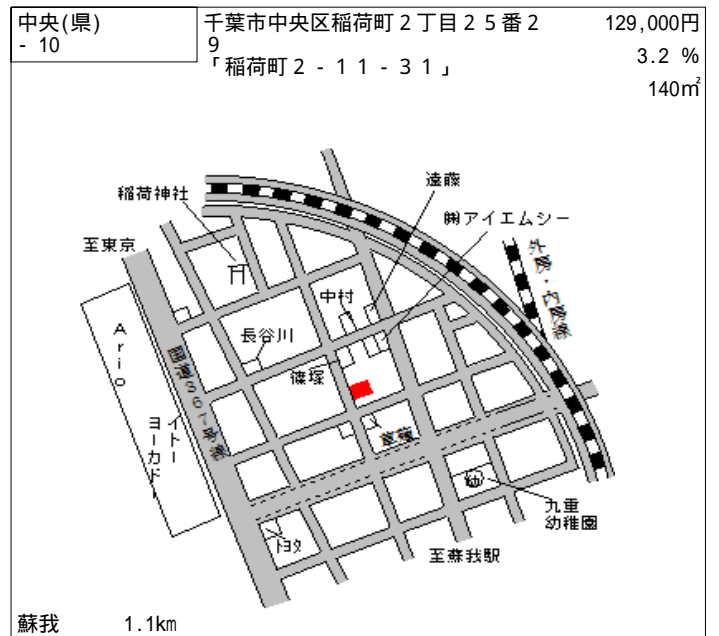 中央(県)
- 10
千葉市中央区稲荷町２丁目２５番２
９
「稲荷町２－１１－３１」
129,000円
3.2 %
140㎡
稲荷神社
遠藤
㈱アイエムシー
至東京
外房・内房線
中村
Ario
長谷川
国道357号線
篠塚
イトー
ヨーカドー
トヨタ
幼
九重
幼稚園
至蘇我駅
蘇我 1.1km